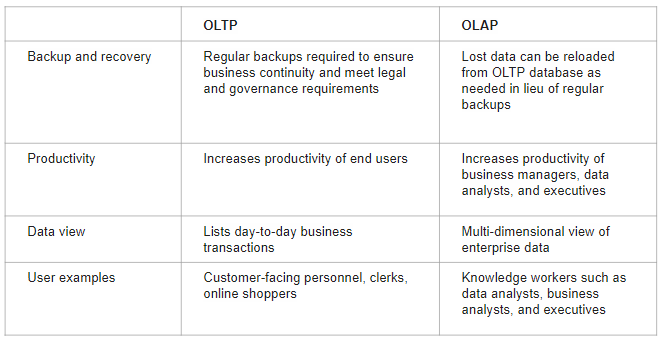 OLTP OLAP
Backup and recovery
Regular backups required to ensure
business continuity and meet legal
and governance requirements
Lost data can be reloaded
from OLTP database as
needed in lieu of regular
backups
Productivity
Increases productivity of end users
Increases productivity of
business managers, data
analysts, and executives
Data view
Lists day-to-day business
transactions
Multi-dimensional view of
enterprise data
User examples
Customer-facing personnel, clerks,
online shoppers
Knowledge workers such as
data analysts, business
analysts, and executives